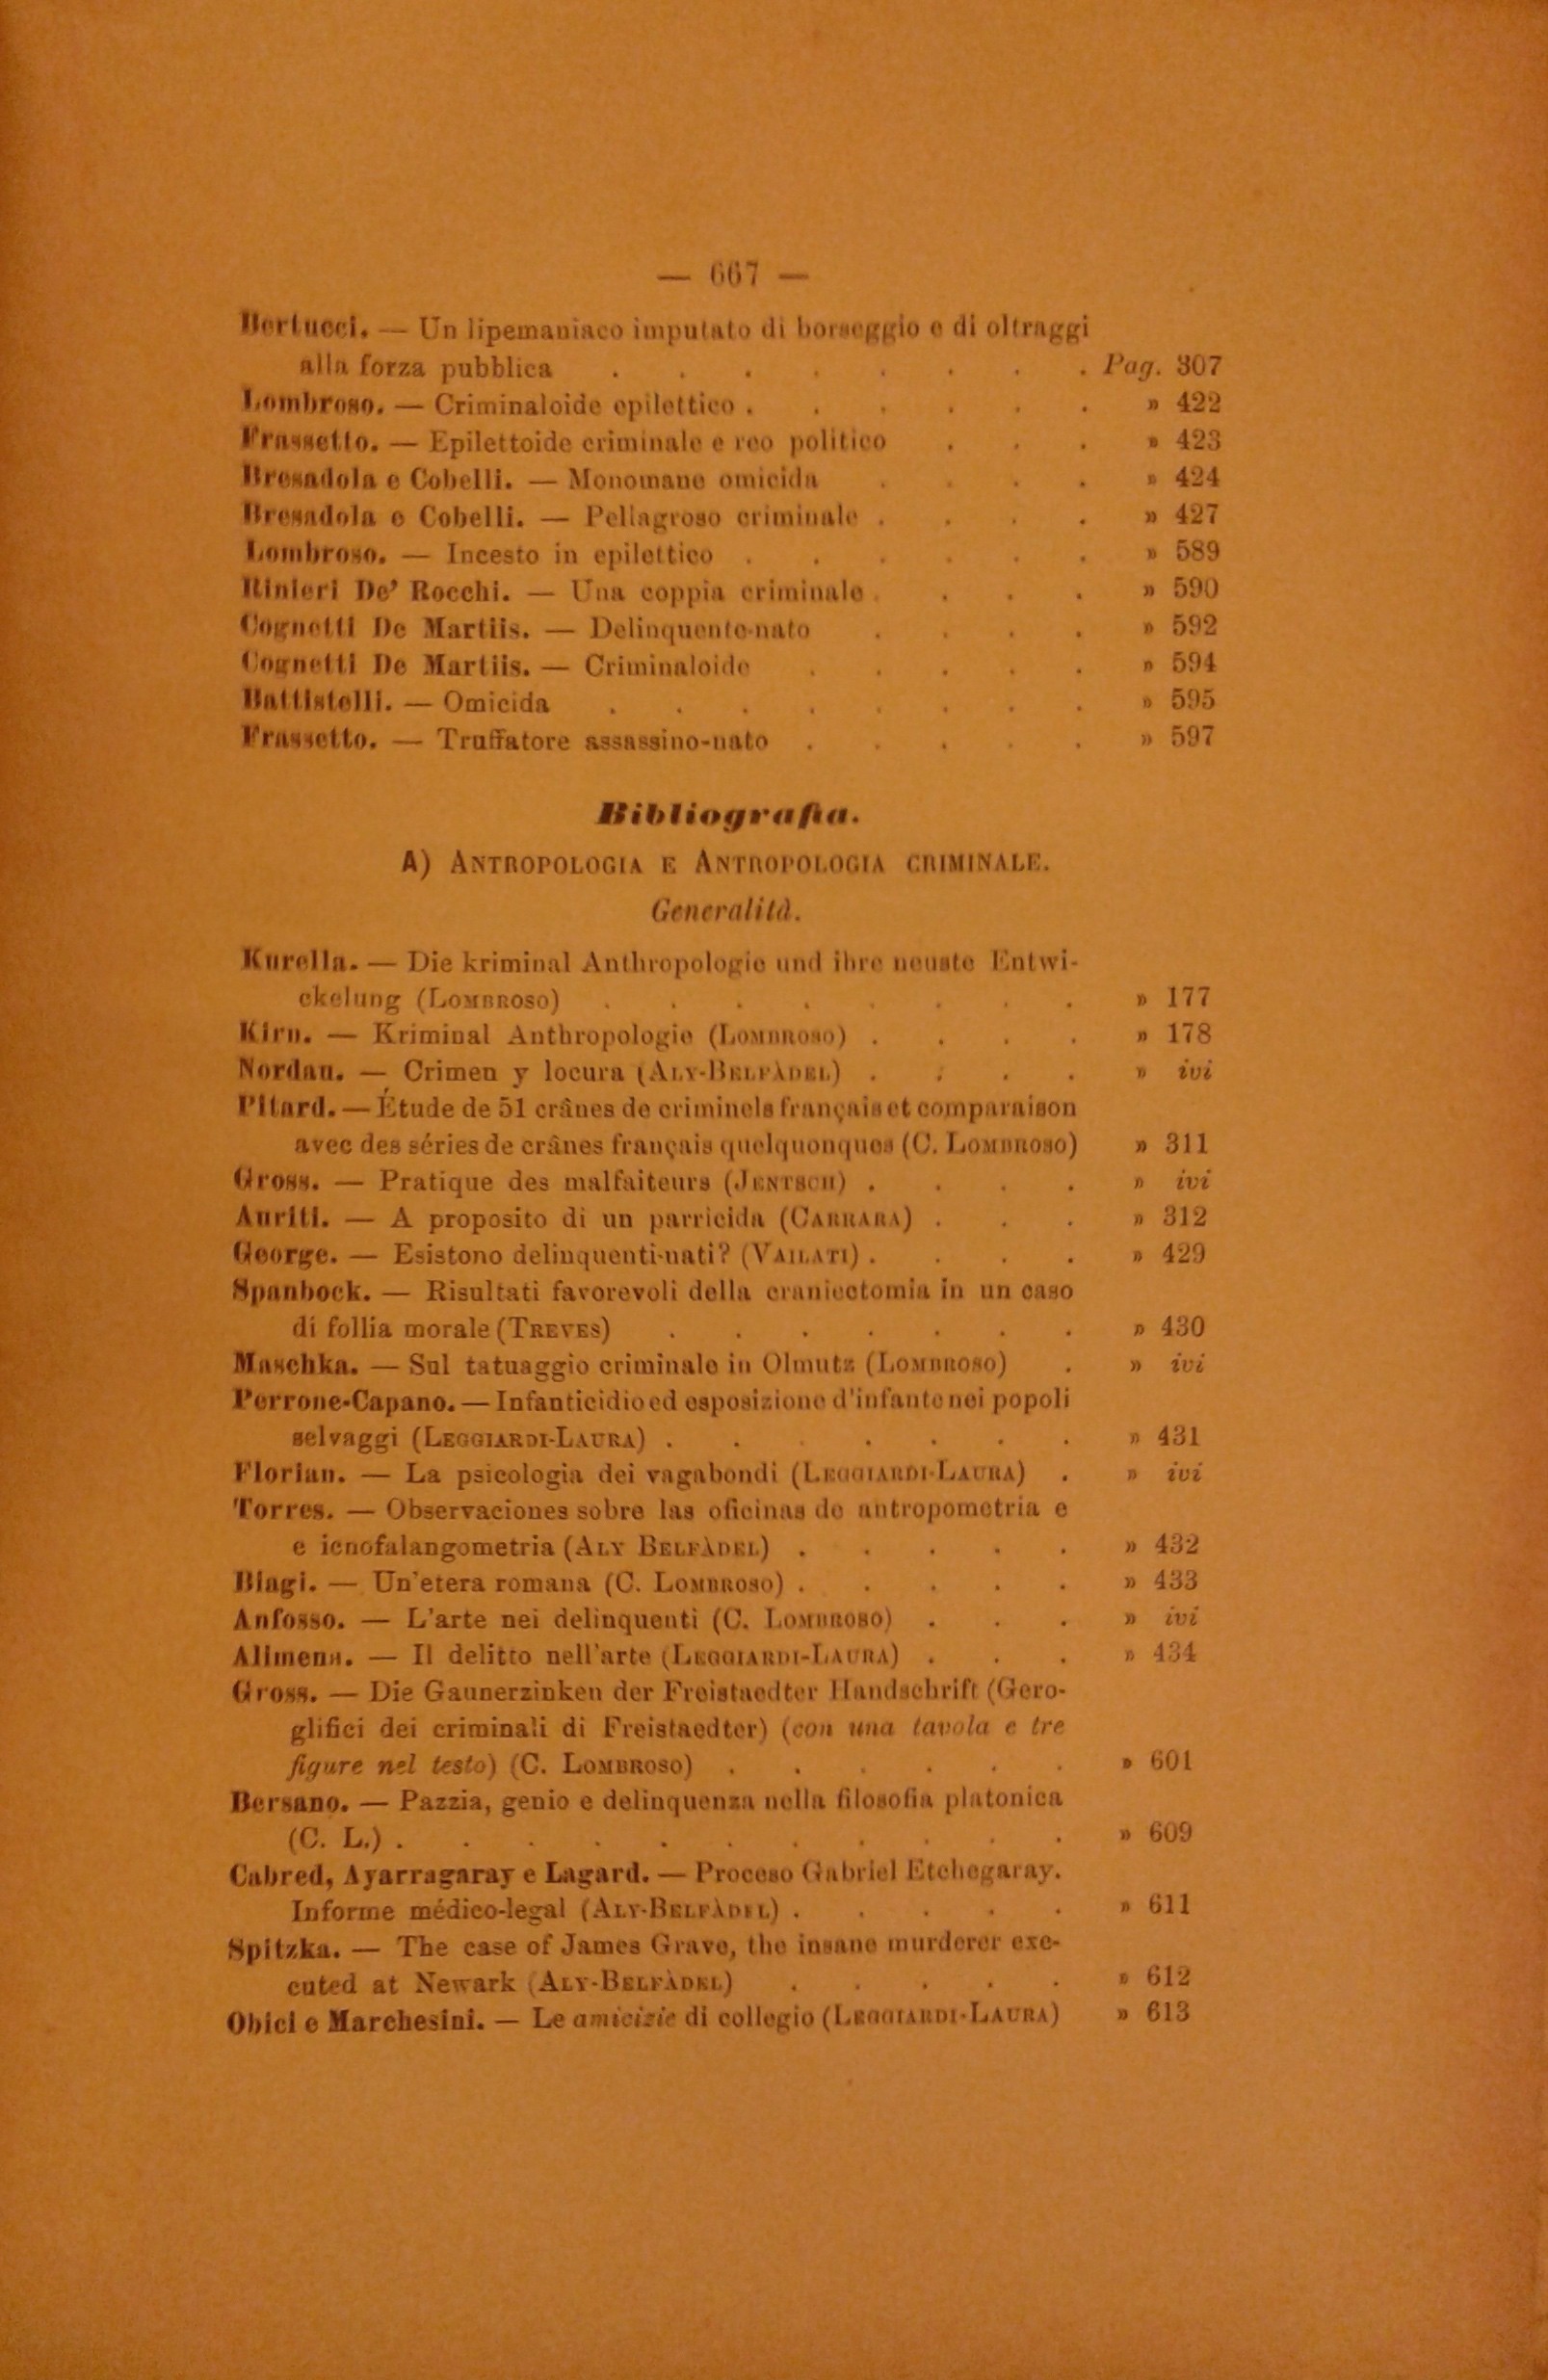 — 667 —
Bertucci. — Un lipemaniaco imputato di borseggio e di oltraggi
alla forza pubblica . . . . . . . . Pag. 307
Lombroso. — Criminaloide epilettico . . . . . . » 422
Frassetto. — Epilettoide criminale e reo politico . . . » 423
Bresadola e Cobelli. — Monomane omicida . . . . » 424
Bresadola e Cobelli. — Pellagroso criminale . . . . » 427
Lombroso. — Incesto in epilettico . . . . . . » 589
Rinieri De' Rocchi. — Una coppia criminale . . . . » 590
Cognetti De Martiis. — Delinquente-nato . . . . » 592
Cognetti De Martiis. — Criminaloide . . . . . » 594
Battistelli. — Omicida . . . . . . . . » 595
Frassetto. — Truffatore assassino-nato . . . . . » 597
Bibliografia.
A) Antropologia e Antropologia criminale.
Generalità.
Kurella. — Die kriminal Anthropologie und ihre neuste Entwi-
ckelung (Lombroso) . . . . . . . . » 177
Kirn. — Kriminal Anthropologie (Lombroso) . . . . » 178
Nordau. — Crimen y locura (Aly-Belfàdel) . . . . » ivi
Pitard. — Étude de 51 crânes de criminels français et comparaison
avec des séries de crânes français quelquonques (C. Lombroso) » 311
Gross. — Pratique des malfaiteurs (Jentsch) . . . . » ivi
Auriti. — A proposito di un parricida (Carrara) . . . » 312
George. — Esistono delinquenti-nati? (Vailati) . . . . » 429
Spanbock. — Risultati favorevoli della craniectomia in un caso
di follia morale (Treves) . . . . . . . » 430
Maschka. — Sul tatuaggio criminale in Olmutz (Lombroso) . » ivi
Perrone-Capano. — Infanticidio ed esposizione d'infante nei popoli
selvaggi (Leggiardi-Laura) . . . . . . . » 431
Florian. — La psicologia dei vagabondi (Leggiardi-Laura) . » ivi
Torres. — Observaciones sobre las oficinas de antropometria e
e icnofalangometria (Aly Belfàdel) . . . . . » 432
Biagi. — Un'etera romana (C. Lombroso) . . . . . » 433
Anfosso. — L'arte nei delinquenti (C. Lombroso) . . . » ivi
Alimena. — Il delitto nell'arte (Leggiardi-Laura) . . . » 434
Gross. — Die Gaunerzinken der Freistaedter Handschrift (Gero-
glifici dei criminali di Freistaedter) (con una tavola e tre
figure nel testo) (C. Lombroso) . . . . . . » 601
Bersano. — Pazzia, genio e delinquenza nella filosofia platonica
(C. L.) . . . . . . . . . . . » 609
Cabred, Ayarragaray e Lagard. — Proceso Gabriel Etchegaray.
Informe médico-legal (Aly-Belfàdel) . . . . . » 611
Spitzka. — The case of James Grave, the insane murderer exe-
cuted at Newark (Aly-Belfàdel) . . . . . » 612
Obici e Marchesini. — Le amicizie di collegio (Leggiardi-Laura) » 613